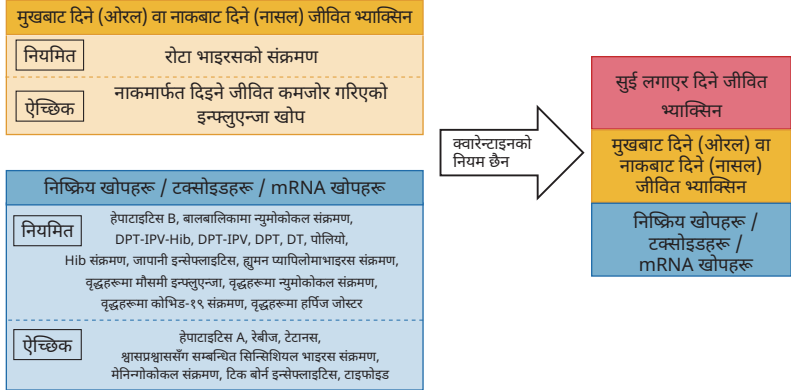 मुखबाट दिने (ओरल) वा नाकबाट दिने (नासल) जीवित भ्याक्सिन
नियमित
रोटा भाइरसको संक्रमण
ऐच्छिक
नाकमार्फत दिइने जीवित कमजोर गरिएको
इन्फ्लुएन्जा खोप
निष्क्रिय खोपहरू / टक्सोइडहरू / mRNA खोपहरू
नियमित
हेपाटाइटिस B, बालबालिकामा न्युमोकोकल संक्रमण,
DPT-IPV-Hib, DPT-IPV, DPT, DT, पोलियो,
Hib संक्रमण, जापानी इन्सेफ्लाइटिस, ह्युमन प्यापिलोमाभाइरस संक्रमण,
वृद्धहरूमा मौसमी इन्फ्लुएन्जा, वृद्धहरूमा न्युमोकोकल संक्रमण,
वृद्धहरूमा कोभिड-१९ संक्रमण, वृद्धहरूमा हर्पिज जोस्टर
ऐच्छिक
हेपाटाइटिस A, रेबीज, टेटानस,
श्वासप्रश्वाससँग सम्बन्धित सिन्सिशियल भाइरस संक्रमण,
मेनिन्गोकोकल संक्रमण, टिक बोर्न इन्सेफ्लाइटिस, टाइफोइड
क्वारेन्टाइनको
नियम छैन
सुई लगाएर दिने जीवित
भ्याक्सिन
मुखबाट दिने (ओरल) वा
नाकबाट दिने (नासल)
जीवित भ्याक्सिन
निष्क्रिय खोपहरू /
टक्सोइडहरू /
mRNA खोपहरू